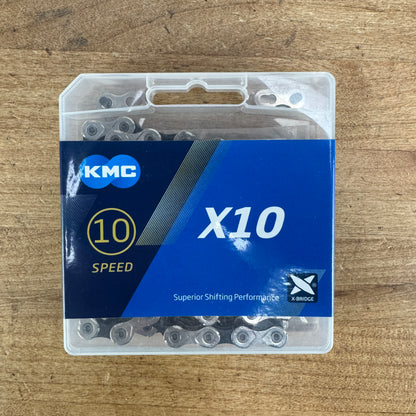 KMC
10
SPEED
X10
Superior Shifting Performance
X-BRIDGE